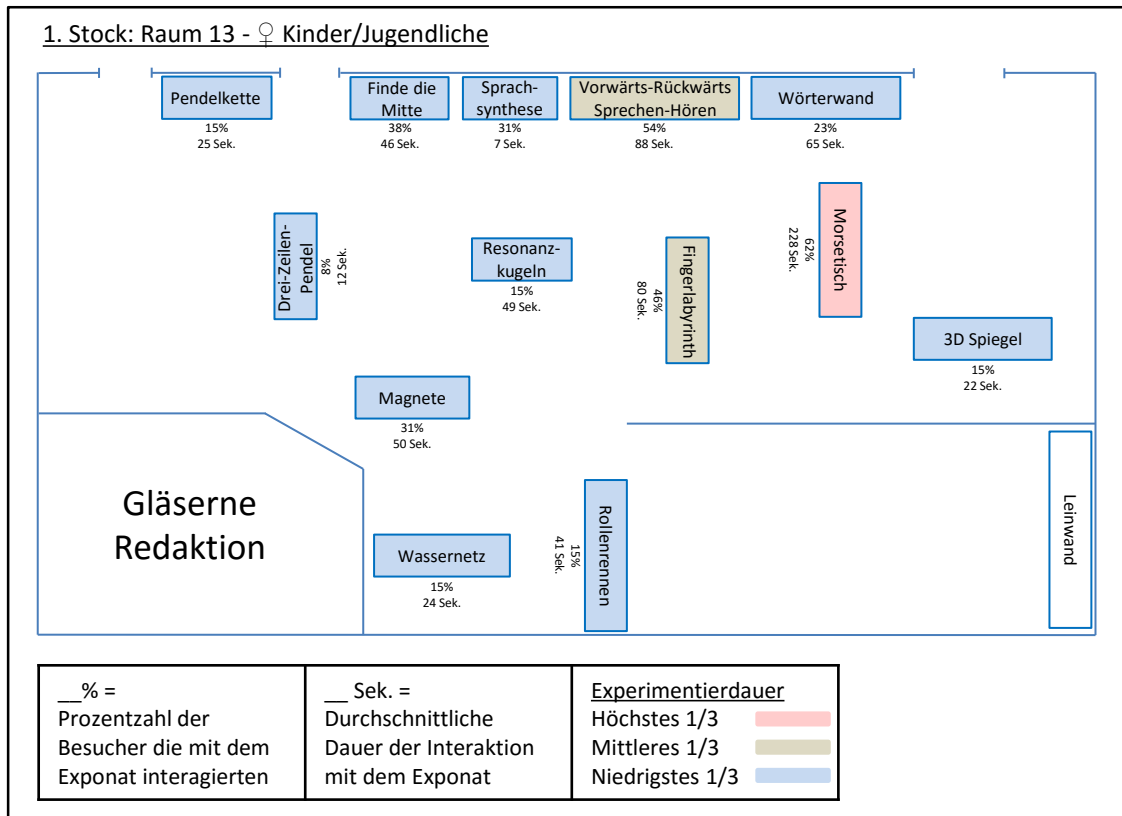 1. Stock: Raum 13 - ♀ Kinder/Jugendliche
Pendelkette
15%
25 Sek.
Finde die
Mitte
38%
46 Sek.
Sprach-
synthese
31%
7 Sek.
Vorwärts-Rückwärts
Sprechen-Hören
54%
88 Sek.
Wörterwand
23%
65 Sek.
Drei-Zeilen-
Pendel
8%
12 Sek.
Resonanz-
kugeln
15%
49 Sek.
Fingerlabyrinth
46%
80 Sek.
Morsetisch
62%
228 Sek.
3D Spiegel
15%
22 Sek.
Magnete
31%
50 Sek.
Gläserne
Redaktion
Wassernetz
15%
24 Sek.
Rollenrennen
15%
41 Sek.
Leinwand
__% =
Prozentzahl der
Besucher die mit dem
Exponat interagierten
__ Sek. =
Durchschnittliche
Dauer der Interaktion
mit dem Exponat
Experimentierdauer
Höchstes 1/3
Mittleres 1/3
Niedrigstes 1/3